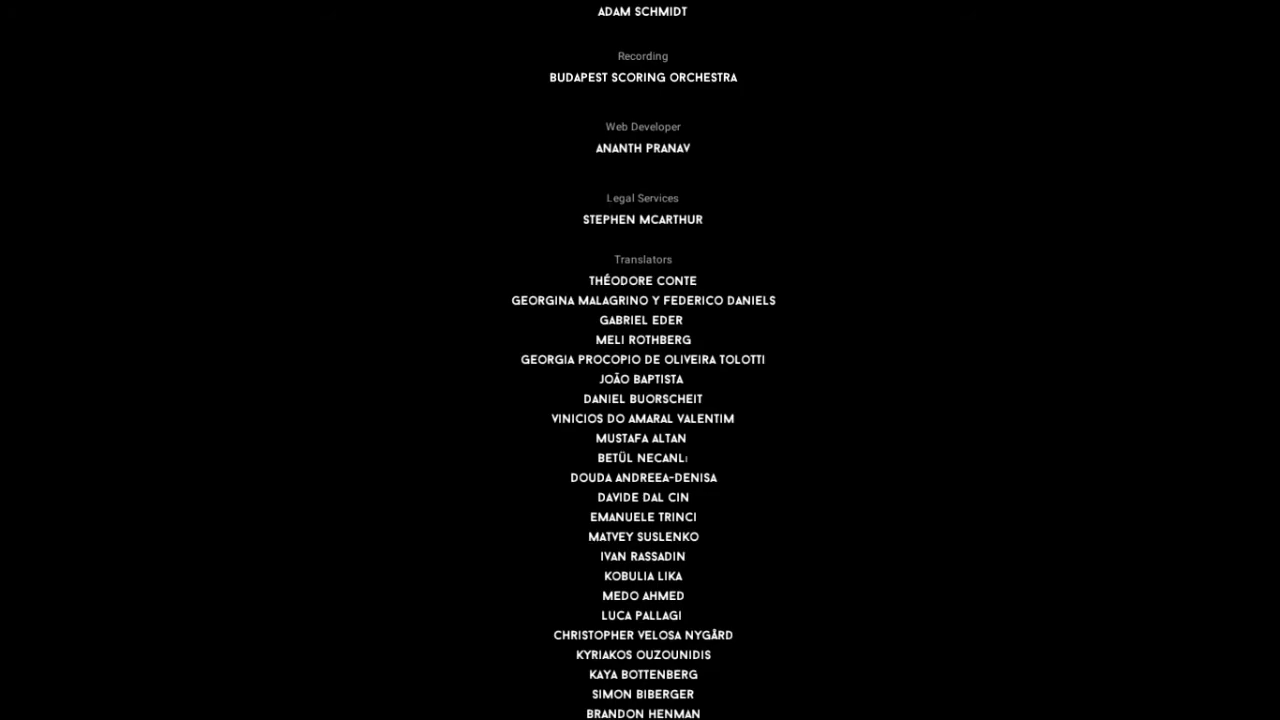 ADAM SCHMIDT
Recording
BUDAPEST SCORING ORCHESTRA
Web Developer
ANANTH PRANAV
Legal Services
STEPHEN MCARTHUR
Translators
THÉODORE CONTE
GEORGINA MALAGRINO Y FEDERICO DANIELS
GABRIEL EDER
MELI ROTHBERG
GEORGIA PROCOPIO DE OLIVEIRA TOLOTTI
JOÃO BAPTISTA
DANIEL BUORSCHEIT
VINICIOS DO AMARAL VALENTIM
MUSTAFA ALTAN
BETÜL NECANLı
DOUDA ANDREEA-DENISA
DAVIDE DAL CIN
EMANUELE TRINCI
MATVEY SUSLENKO
IVAN RASSADIN
KOBULIA LIKA
MEDO AHMED
LUCA PALLAGI
CHRISTOPHER VELOSA NYGÅRD
KYRIAKOS OUZOUNIDIS
KAYA BOTTENBERG
SIMON BIBERGER
BRANDON HENMAN